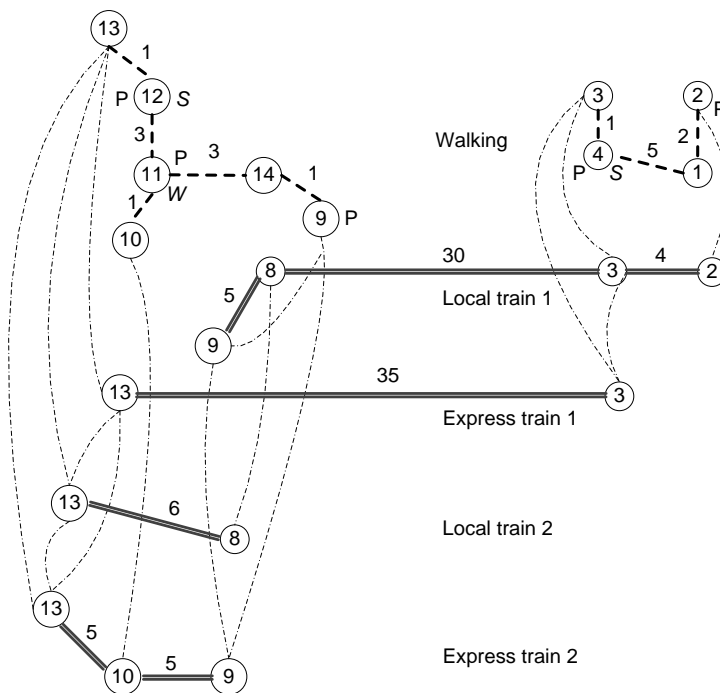 13
1
P 12 S
3
P
11 3 14 1
W
1
10
9 P
Walking
3 2
P
1
4 5 2
P S
1
8 30 3 4 2
Local train 1
5
9
13 35 3
Express train 1
13 6 8
Local train 2
13
5
10 5 9
Express train 2